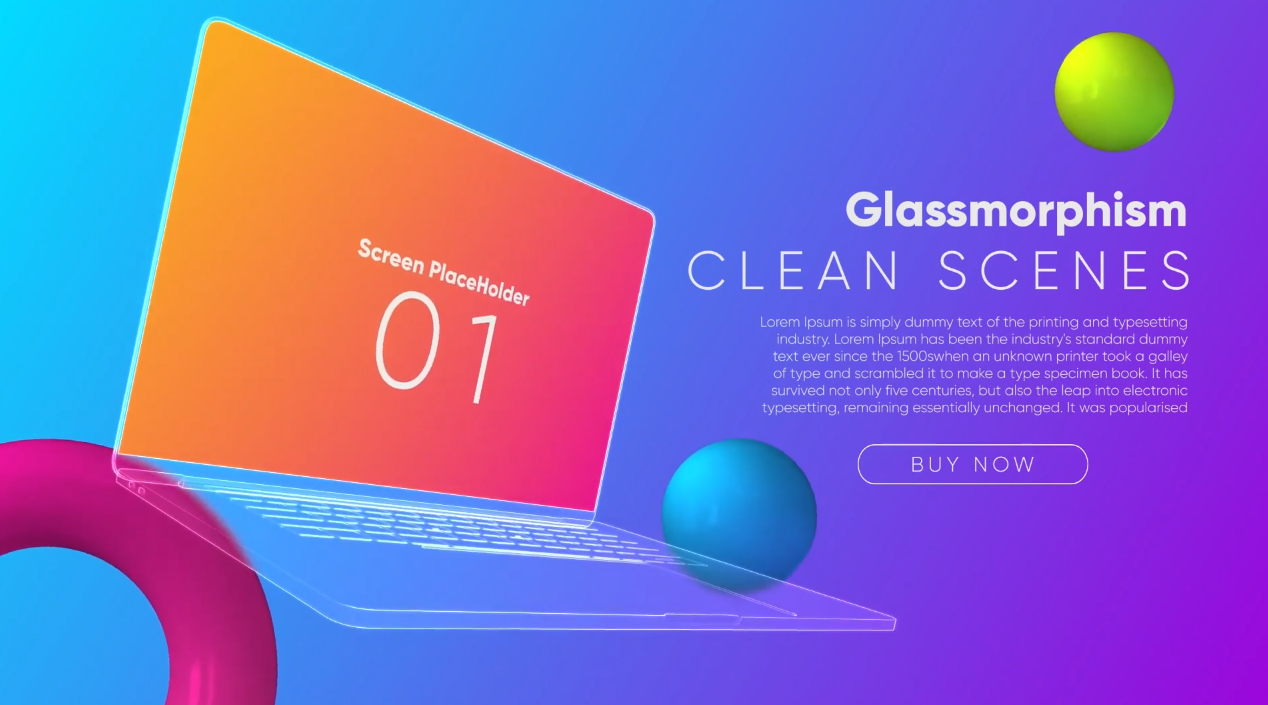 Screen PlaceHolder
01
Glassmorphism
CLEAN SCENES
Lorem Ipsum is simply dummy text of the printing and typesetting
industry. Lorem Ipsum has been the industry's standard dummy
text ever since the 1500swhen an unknown printer took a galley
of type and scrambled it to make a type specimen book. It has
survived not only five centuries, but also the leap into electronic
typesetting, remaining essentially unchanged. It was popularised
BUY NOW